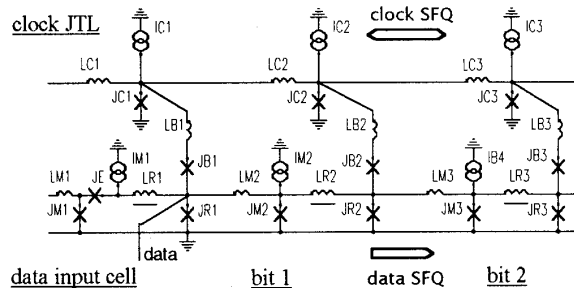 clock JTL
IC1
IC2
clock SFQ
IC3
LC1
LC2
LC3
JC1
JC2
JC3
LB1
LB2
LB3
IM1
IM2
IB4
JB1
JB2
JB3
LM1
JE
LR1
LM2
LR2
LM3
LR3
JM1
JR1
JM2
JR2
JM3
JR3
data
data input cell
bit 1
data SFQ
bit 2